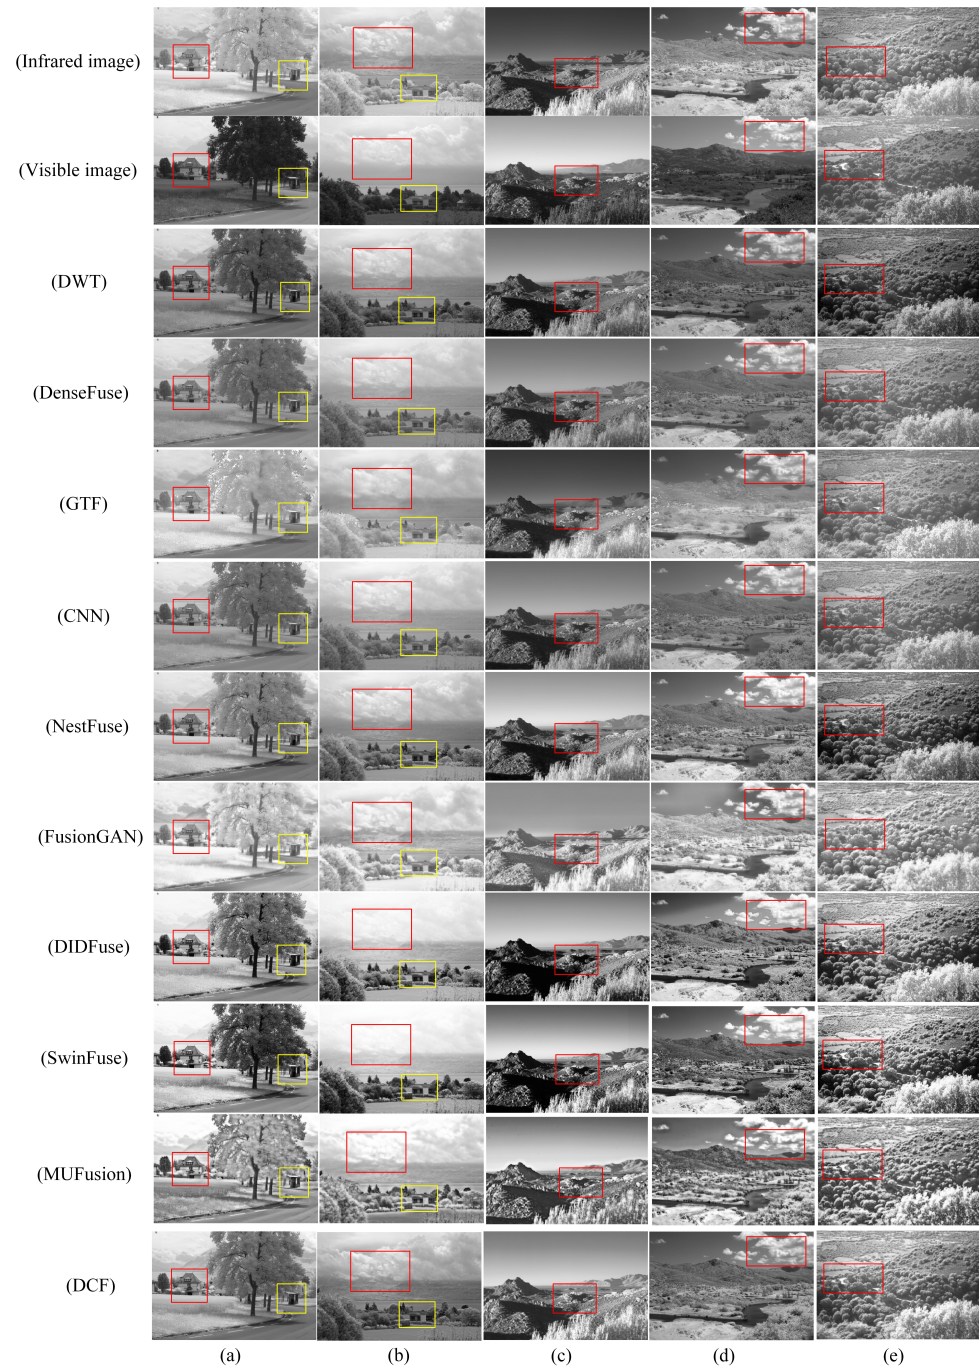 (Infrared image)
(Visible image)
(DWT)
(DenseFuse)
(GTF)
(CNN)
(NestFuse)
(FusionGAN)
(DIDFuse)
(SwinFuse)
(MUFusion)
(DCF)
(a) (b) (c) (d) (e)